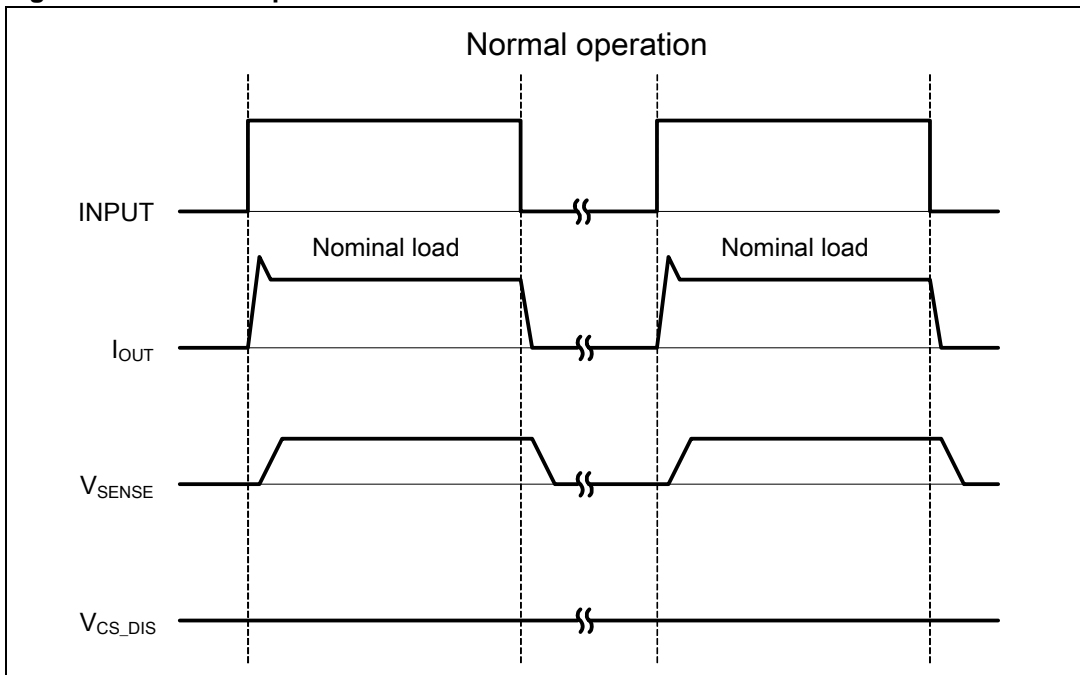 Normal operation
INPUT
Nominal load Nominal load
IOUT
VSENSE
VCS_DIS